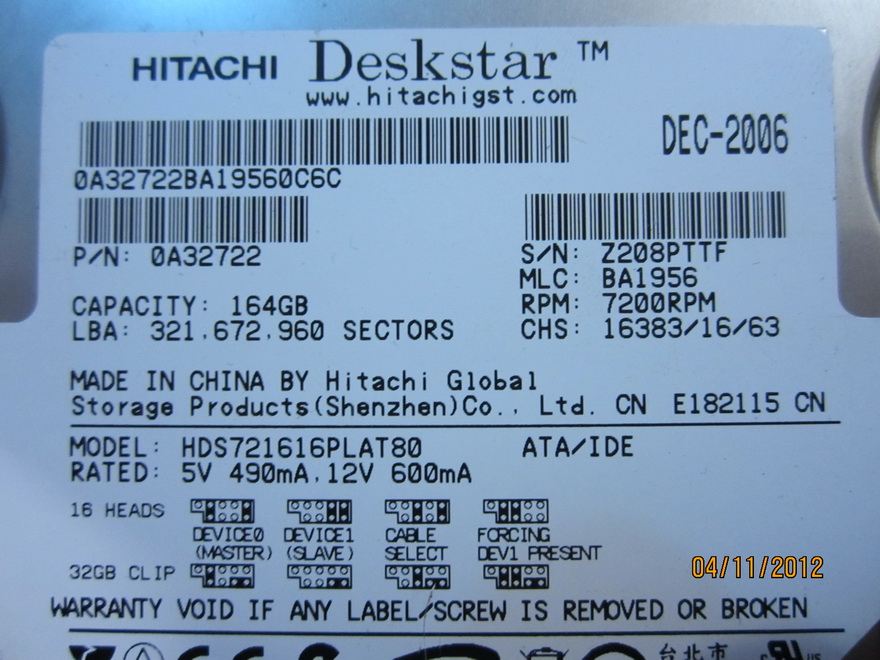 HITACHI Deskstar ™
www.hitachigst.com
DEC-2006
0A32722BA19560C6C
P/N: 0A32722
S/N: Z208PTTF
MLC: BA1956
CAPACITY: 164GB
RPM: 7200RPM
LBA: 321,672,960 SECTORS
CHS: 16383/16/63
MADE IN CHINA BY Hitachi Global
Storage Products(Shenzhen)Co., Ltd. CN E182115 CN
MODEL: HDS721616PLAT80 ATA/IDE
RATED: 5V 490mA,12V 600mA
16 HEADS
DEVICE0 DEVICE1 CABLE FORCING
(MASTER) (SLAVE) SELECT DEV1 PRESENT
32GB CLIP
04/11/2012
WARRANTY VOID IF ANY LABEL/SCREW IS REMOVED OR BROKEN
台北市